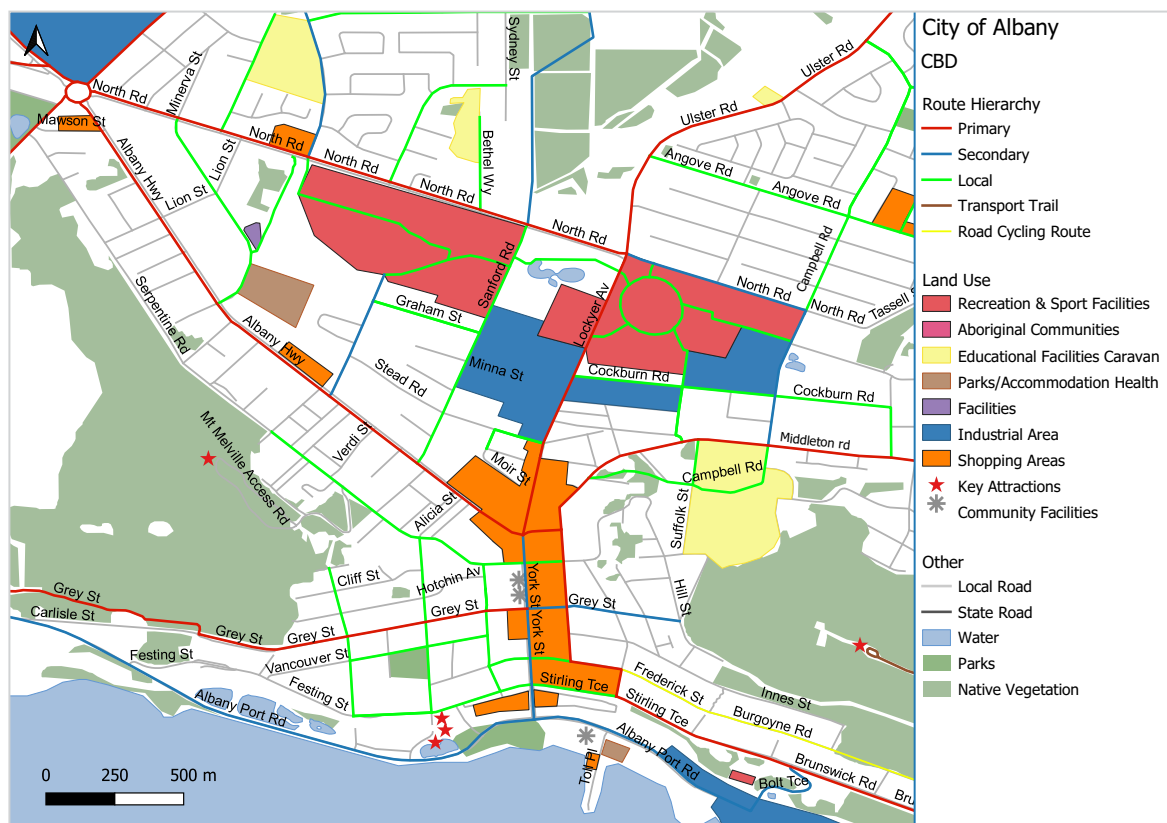 City of Albany
CBD
Route Hierarchy
Primary
Secondary
Local
Transport Trail
Road Cycling Route
Land Use
Recreation & Sport Facilities
Aboriginal Communities
Educational Facilities Caravan
Parks/Accommodation Health
Facilities
Industrial Area
Shopping Areas
Key Attractions
Community Facilities
Other
Local Road
State Road
Water
Parks
Native Vegetation
Sydney St
Ulster Rd
Minerva St
North Rd
Ulster Rd
Mawson St
North Rd
Lion St
Albany Hwy
North Rd
Bethel Wy
Angove Rd
Lion St
North Rd
Angove Rd
North Rd
Campbell Rd
Sanford Rd
Serpentine Rd
North Rd
Tassell S
Graham St
Lockyer Av
North Rd
Albany Hwy
Minna St
Stead Rd
Cockburn Rd
Cockburn Rd
Mt Melville Access Rd
Verdi St
Middleton rd
Moir St
Campbell Rd
Alicia St
Suffolk St
Cliff St
Hotchin Av
York St
Hill St
Grey St
Grey St
Grey St
York St
Carlisle St
Grey St
Grey St
Festing St
Vancouver St
Stirling Tce
Frederick St
Innes St
Festing St
Albany Port Rd
Stirling Tce
Burgoyne Rd
Albany Port Rd
Toll Pl
Brunswick Rd
Bolt Tce
Bru
0 250 500 m